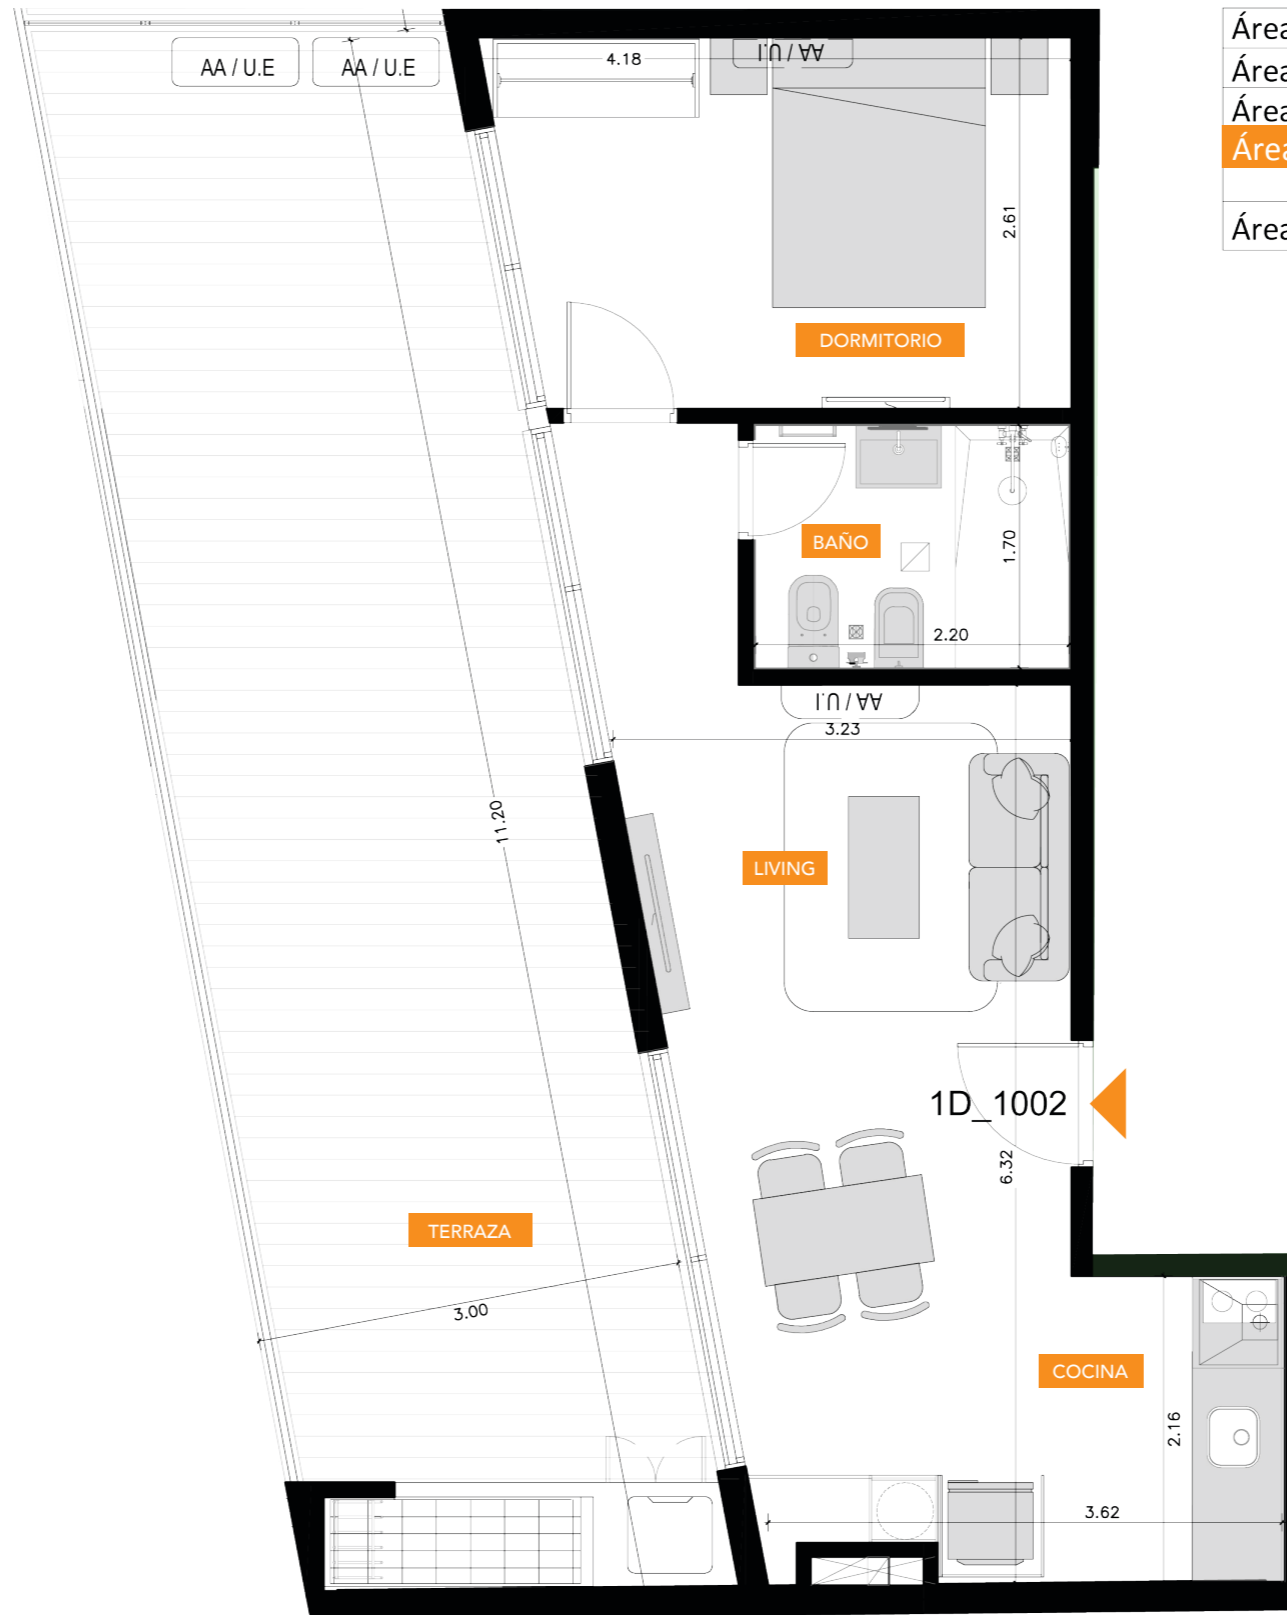 Área
Área
Área
Área
Área
AA / U.E
AA / U.E
4.18
AA / U.I
2.61
DORMITORIO
BAÑO
1.70
2.20
AA / U.I
3.23
11.20
LIVING
1D_1002
6.32
TERRAZA
3.00
COCINA
2.16
3.62